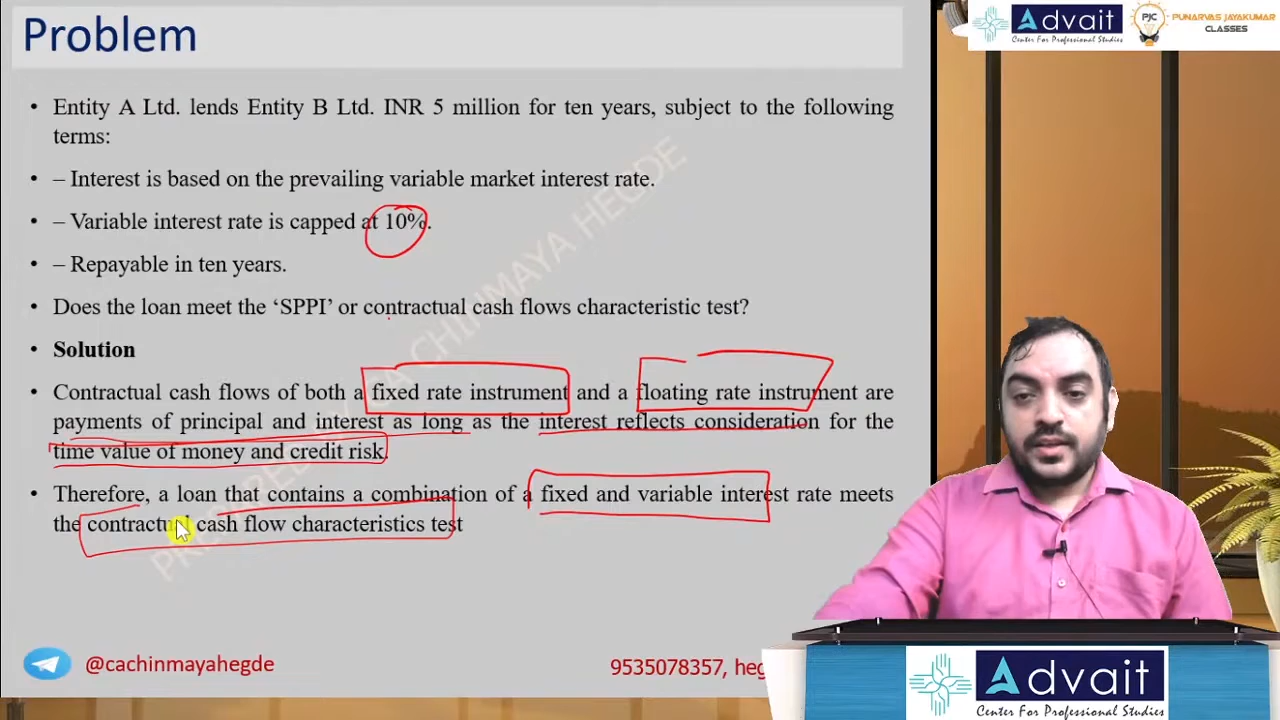 Problem
Advait
Center For Professional Studies
PJC
PUNARVAS JAYAKUMAR
CLASSES
• Entity A Ltd. lends Entity B Ltd. INR 5 million for ten years, subject to the following
terms:
• – Interest is based on the prevailing variable market interest rate.
• – Variable interest rate is capped at 10%.
• – Repayable in ten years.
• Does the loan meet the ‘SPPI’ or contractual cash flows characteristic test?
• Solution
• Contractual cash flows of both a fixed rate instrument and a floating rate instrument are
payments of principal and interest as long as the interest reflects consideration for the
time value of money and credit risk.
• Therefore, a loan that contains a combination of a fixed and variable interest rate meets
the contractual cash flow characteristics test
@cachinmayahegde
9535078357,
Advait
Center For Professional Studies